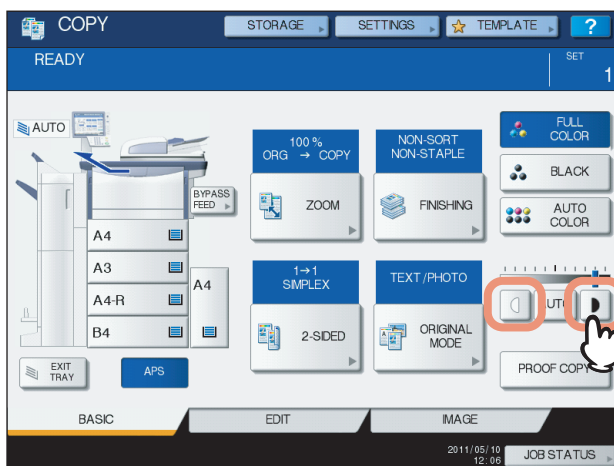 COPY
STORAGE
SETTINGS
TEMPLATE
?
READY
SET
1
AUTO
100 %
ORG → COPY
ZOOM
NON-SORT
NON-STAPLE
FINISHING
FULL
COLOR
BLACK
AUTO
COLOR
BYPASS
FEED
A4
A3
A4-R
B4
A4
1→1
SIMPLEX
2-SIDED
TEXT/PHOTO
ORIGINAL
MODE
PROOF COPY
EXIT
TRAY
APS
BASIC
EDIT
IMAGE
2011/05/10
12:06
JOB STATUS